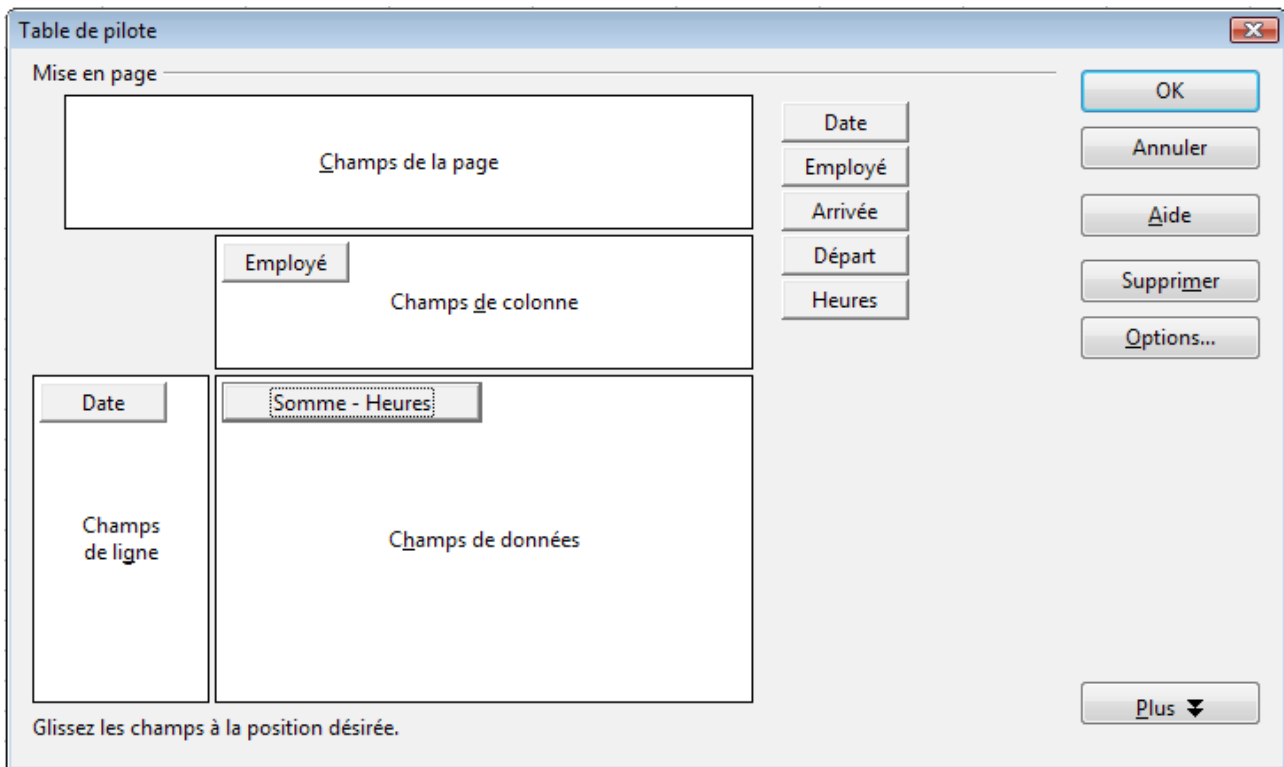 Table de pilote
Mise en page
Champs de la page
Employé
Champs de colonne
Date
Champs
de ligne
Somme - Heures
Champs de données
Glissez les champs à la position désirée.
Date
Employé
Arrivée
Départ
Heures
OK
Annuler
Aide
Supprimer
Options...
Plus